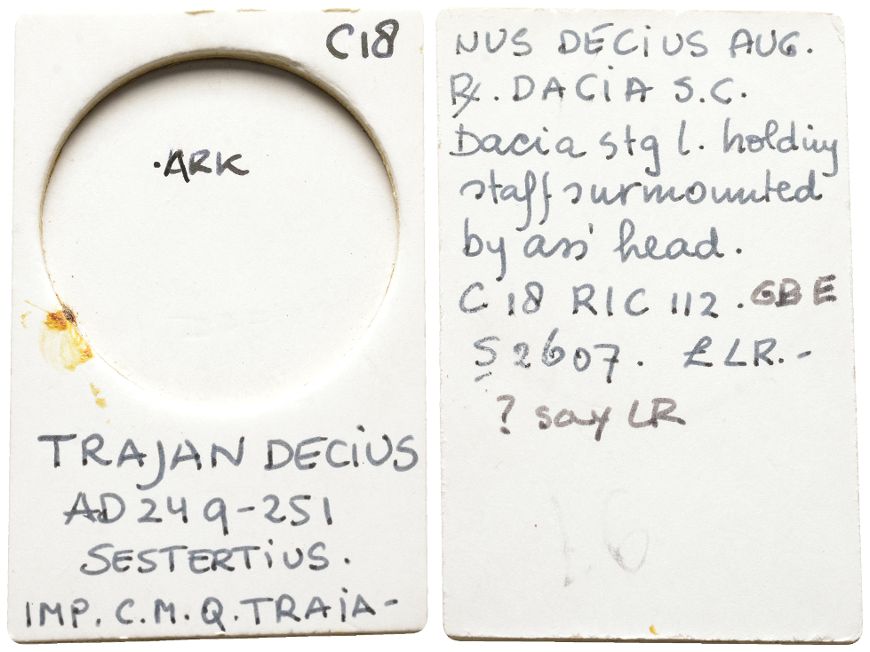 C18
.ARK
TRAJAN DECIUS
AD 249-251
SESTERTIUS.
IMP. C. M. Q. TRAIA-
NUS DECIUS AUG.
R. DACIA S.C.
Dacia stg l. holding
staff surmounted
by ass' head.
C 18 RIC 112. GBE
S 2607. £LR.-
? say LR